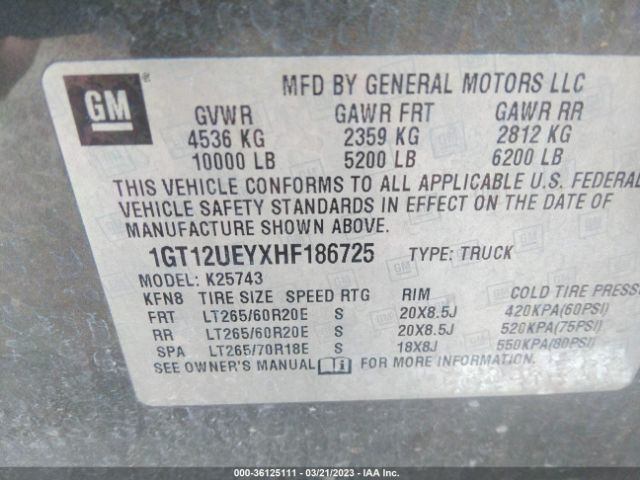 GM ®
MFD BY GENERAL MOTORS LLC
GVWR GAWR FRT GAWR RR
4536 KG 2359 KG 2812 KG
10000 LB 5200 LB 6200 LB
THIS VEHICLE CONFORMS TO ALL APPLICABLE U.S. FEDERAL
VEHICLE SAFETY STANDARDS IN EFFECT ON THE DATE OF
MANUFACTURE SHOWN ABOVE.
1GT12UEYXHF186725 TYPE: TRUCK
MODEL: K25743
KFN8 TIRE SIZE SPEED RTG RIM COLD TIRE PRESS
FRT LT265/60R20E S 20X8.5J 420KPA(60PSI)
RR LT265/60R20E S 20X8.5J 520KPA(75PSI)
SPA LT265/70R18E S 18X8J 550KPA(80PSI)
SEE OWNER'S MANUAL FOR MORE INFORMATION.
000-36125111 — 03/21/2023 — IAA Inc.